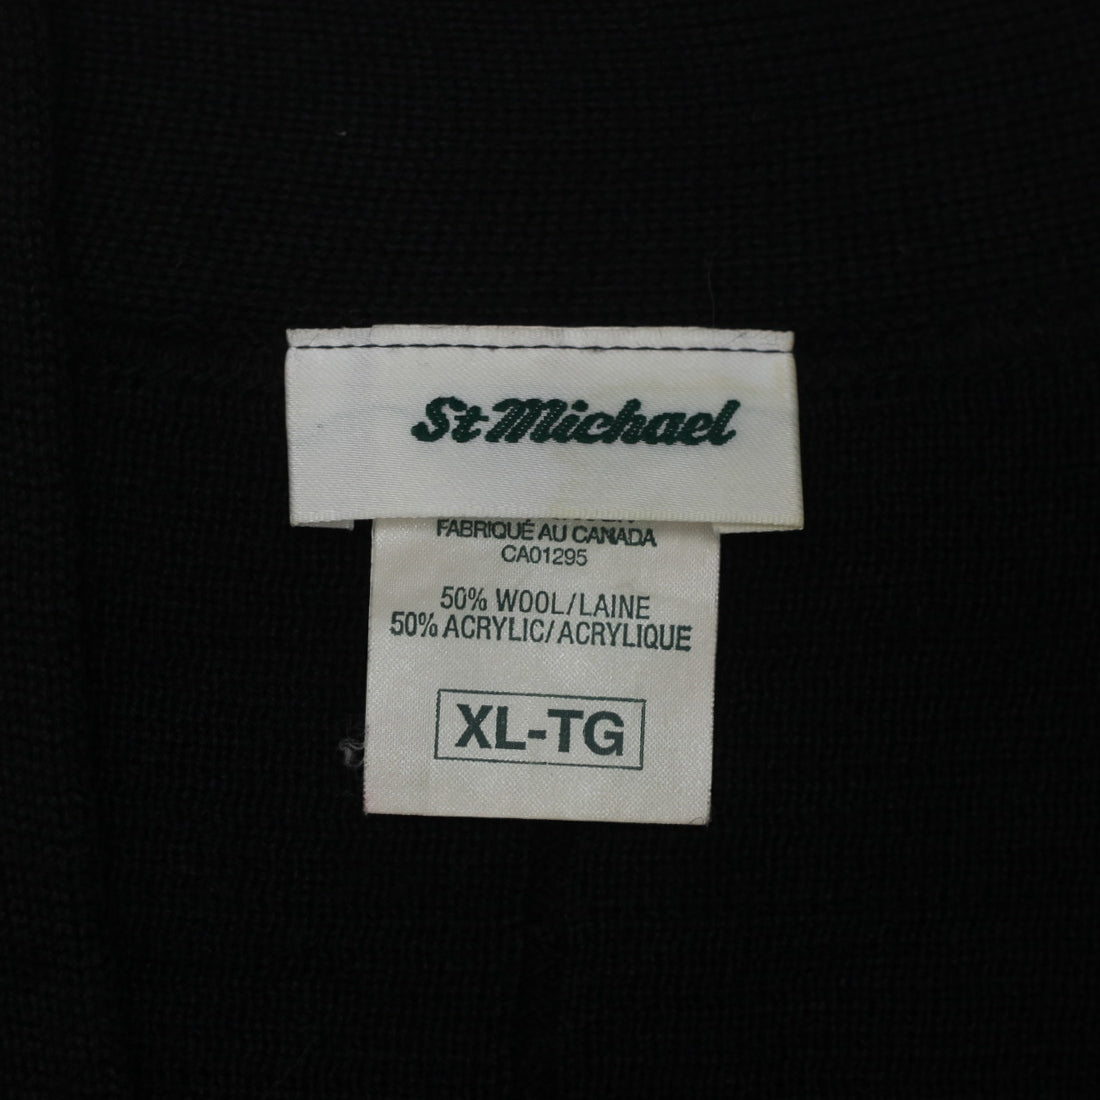 St Michael
FABRIQUÉ AU CANADA
CA01295
50% WOOL/LAINE
50% ACRYLIC/ACRYLIQUE
XL-TG